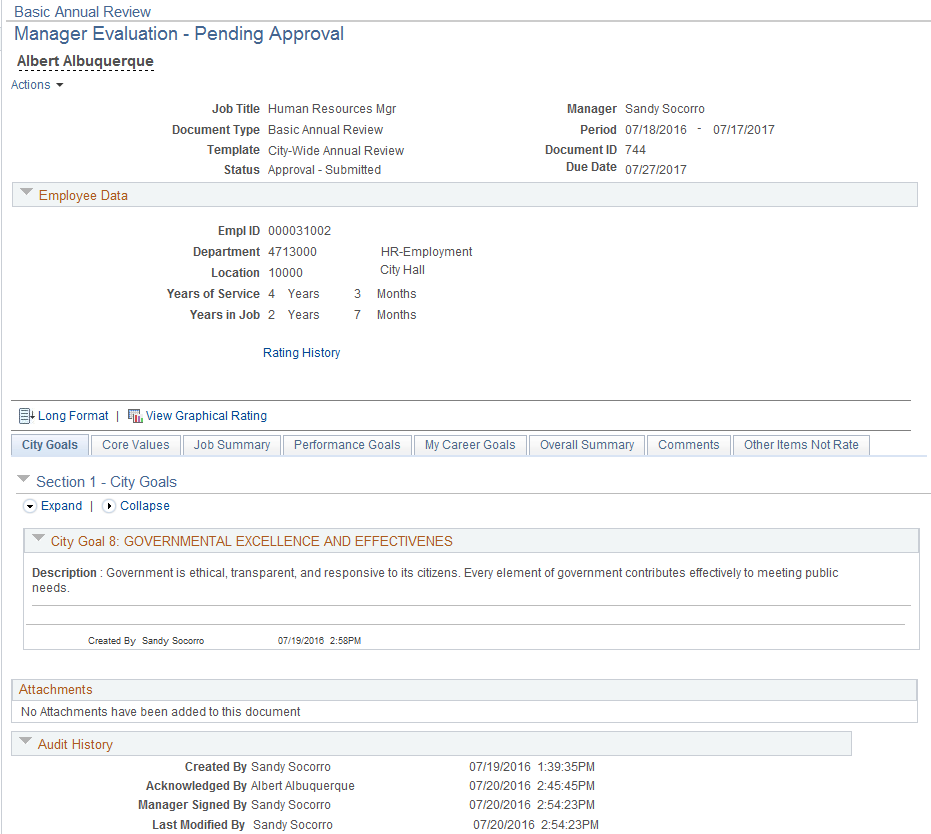 Basic Annual Review
Manager Evaluation - Pending Approval
Albert Albuquerque
Actions
Job Title Human Resources Mgr Manager Sandy Socorro
Document Type Basic Annual Review Period 07/18/2016 - 07/17/2017
Template City-Wide Annual Review Document ID 744
Status Approval - Submitted Due Date 07/27/2017
Employee Data
Empl ID 000031002
Department 4713000 HR-Employment
Location 10000 City Hall
Years of Service 4 Years 3 Months
Years in Job 2 Years 7 Months
Rating History
Long Format | View Graphical Rating
City Goals Core Values Job Summary Performance Goals My Career Goals Overall Summary Comments Other Items Not Rate
Section 1 - City Goals
Expand | Collapse
City Goal 8: GOVERNMENTAL EXCELLENCE AND EFFECTIVENES
Description : Government is ethical, transparent, and responsive to its citizens. Every element of government contributes effectively to meeting public
needs.
Created By Sandy Socorro 07/19/2016 2:58PM
Attachments
No Attachments have been added to this document
Audit History
Created By Sandy Socorro 07/19/2016 1:39:35PM
Acknowledged By Albert Albuquerque 07/20/2016 2:45:45PM
Manager Signed By Sandy Socorro 07/20/2016 2:54:23PM
Last Modified By Sandy Socorro 07/20/2016 2:54:23PM